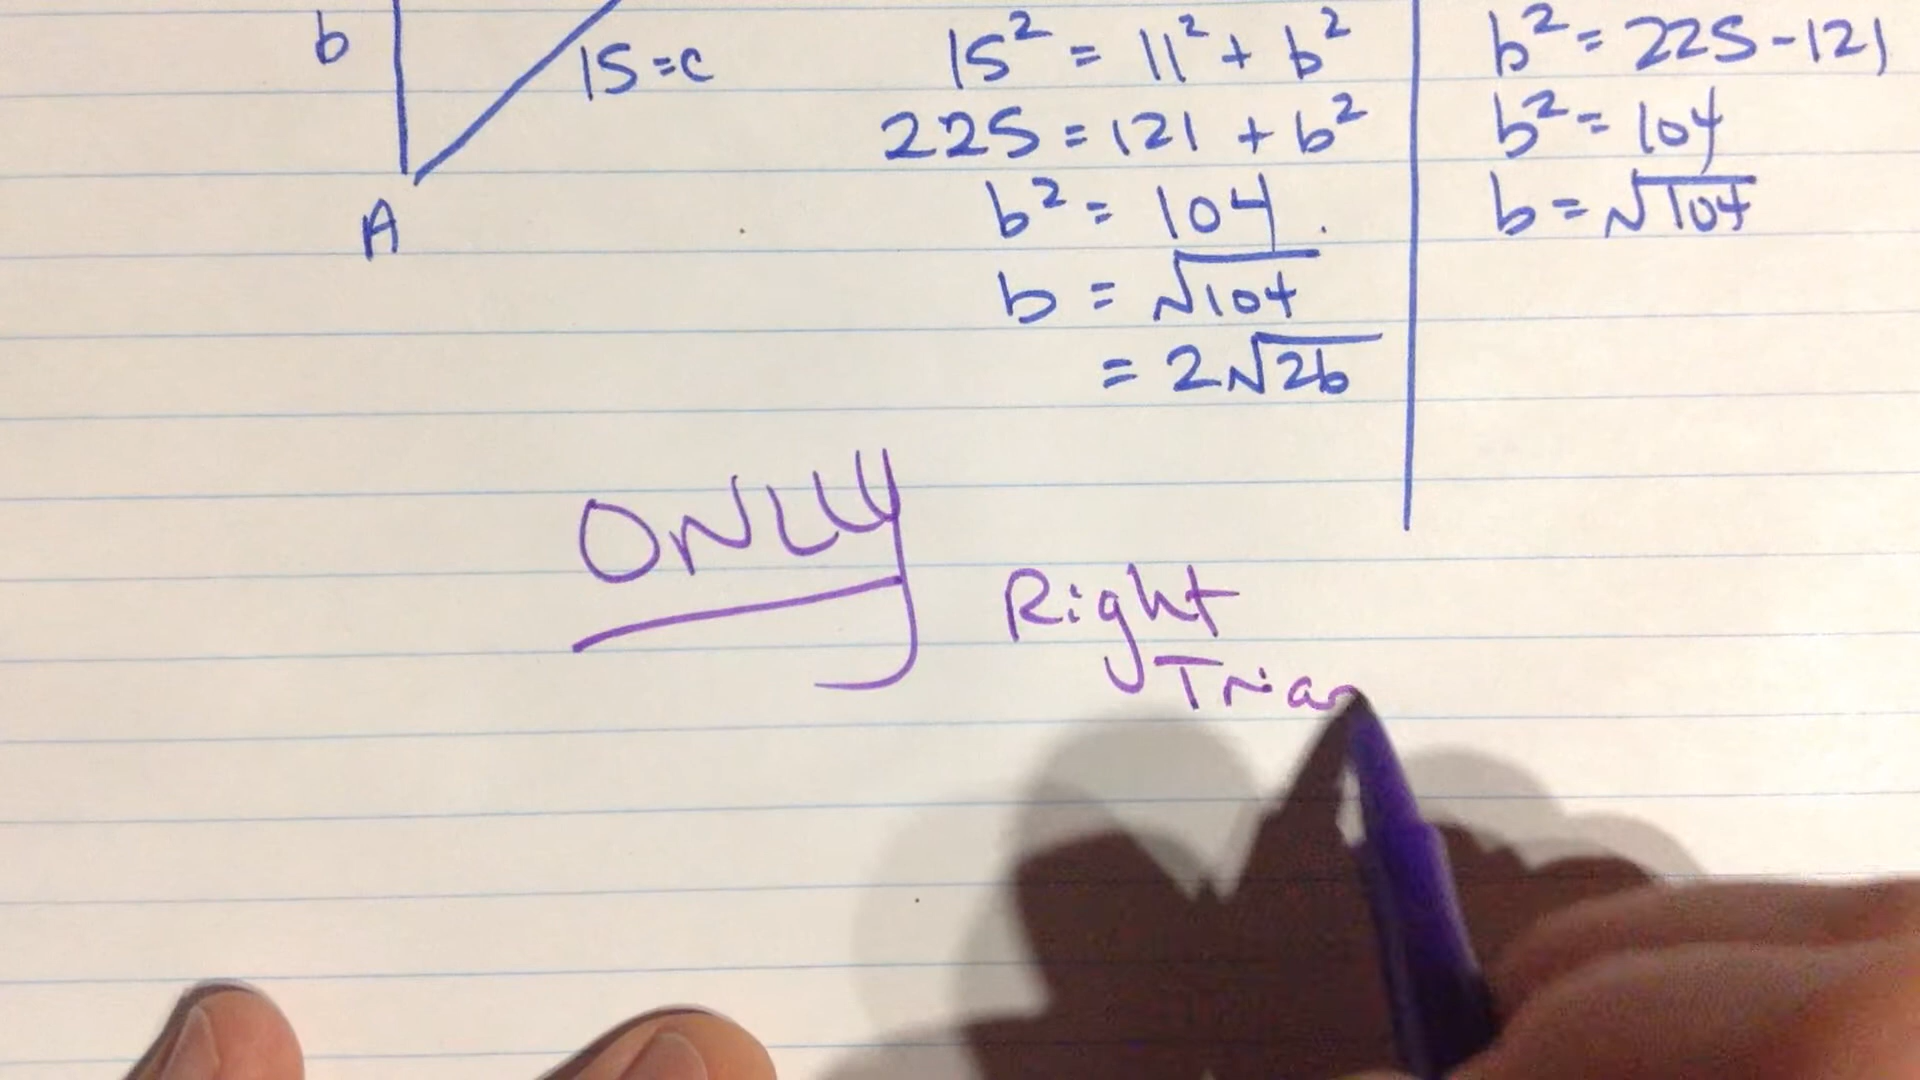 b
15=c
A
15² = 11² + b²
225 = 121 + b²
b² = 104
b = √104
= 2√26
b² = 225-121
b² = 104
b = √104
ONLY
Right
Trian